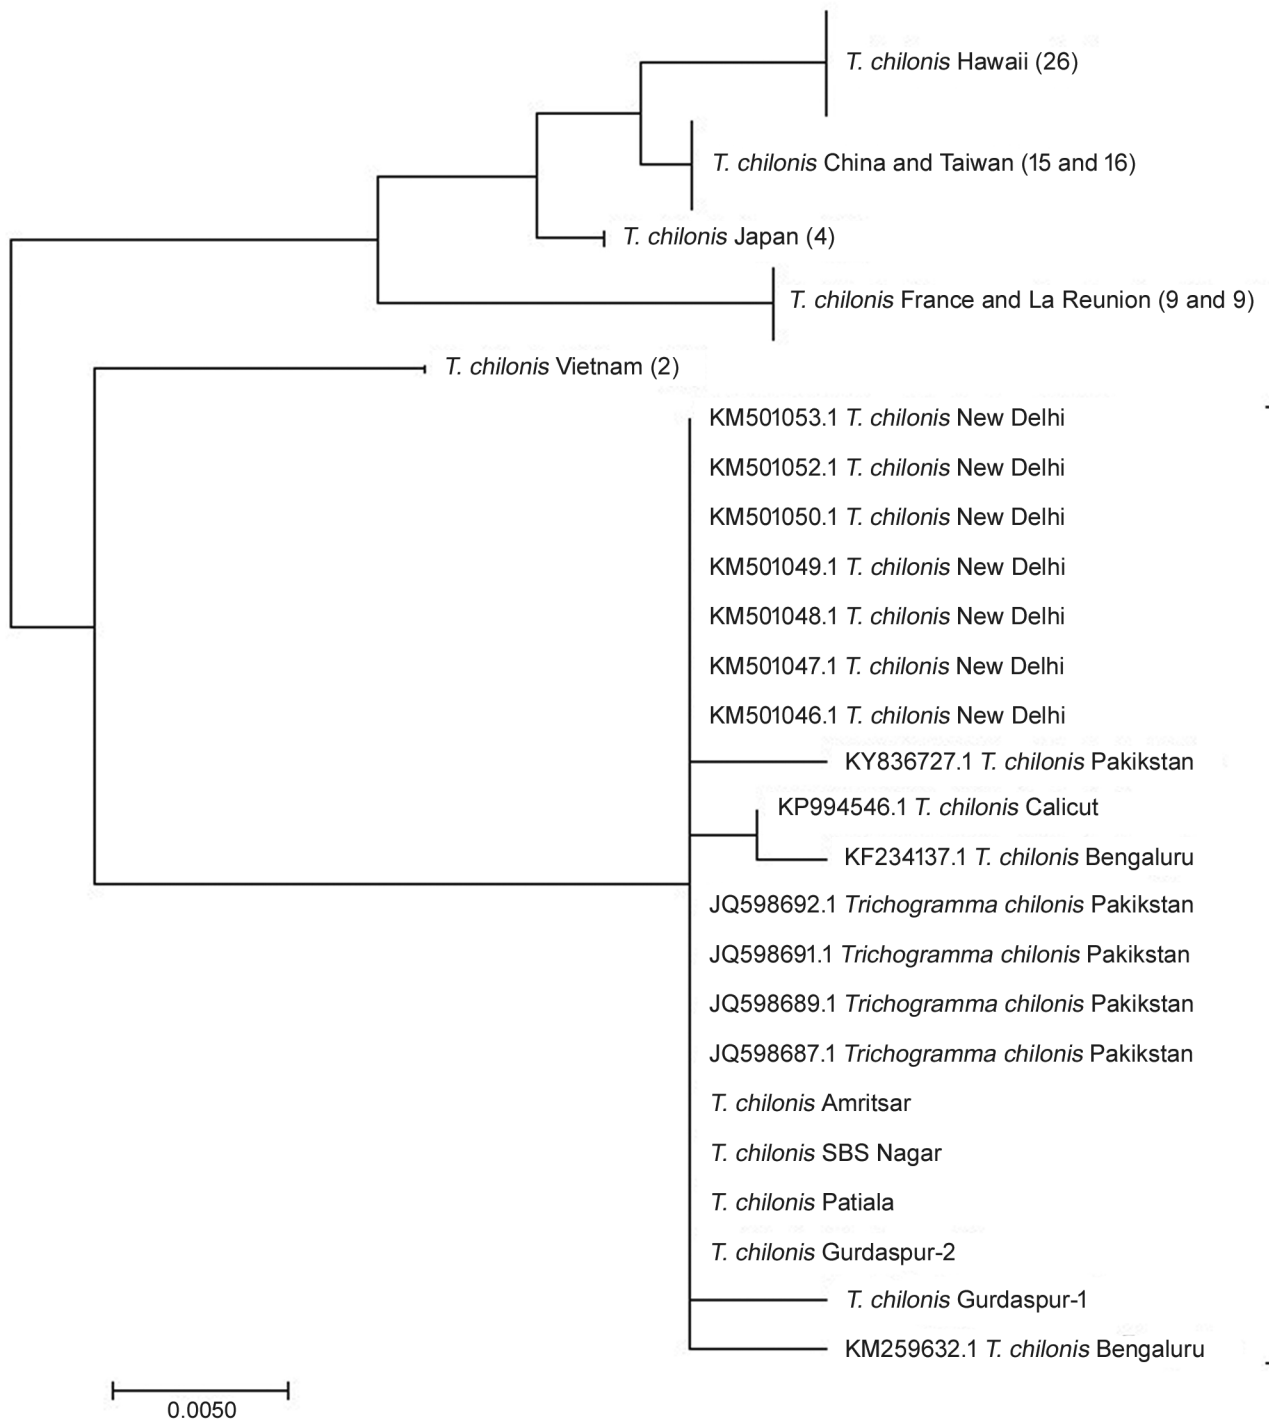 T. chilonis Hawaii (26)
T. chilonis China and Taiwan (15 and 16)
T. chilonis Japan (4)
T. chilonis France and La Reunion (9 and 9)
T. chilonis Vietnam (2)
KM501053.1 T. chilonis New Delhi
KM501052.1 T. chilonis New Delhi
KM501050.1 T. chilonis New Delhi
KM501049.1 T. chilonis New Delhi
KM501048.1 T. chilonis New Delhi
KM501047.1 T. chilonis New Delhi
KM501046.1 T. chilonis New Delhi
KY836727.1 T. chilonis Pakikstan
KP994546.1 T. chilonis Calicut
KF234137.1 T. chilonis Bengaluru
JQ598692.1 Trichogramma chilonis Pakikstan
JQ598691.1 Trichogramma chilonis Pakikstan
JQ598689.1 Trichogramma chilonis Pakikstan
JQ598687.1 Trichogramma chilonis Pakikstan
T. chilonis Amritsar
T. chilonis SBS Nagar
T. chilonis Patiala
T. chilonis Gurdaspur-2
T. chilonis Gurdaspur-1
KM259632.1 T. chilonis Bengaluru
0.0050